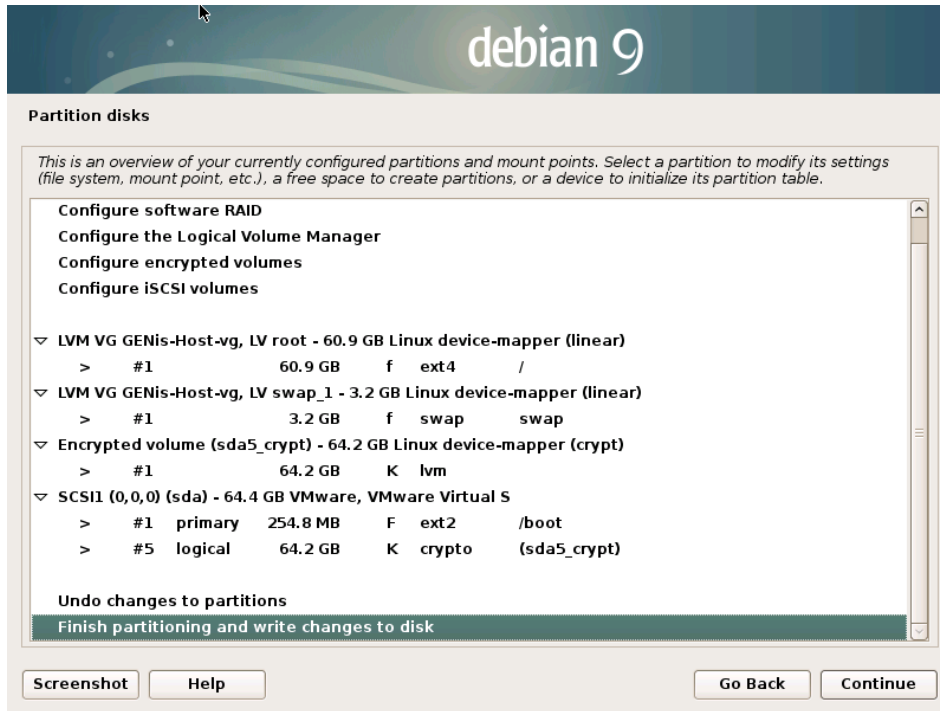 debian 9
Partition disks
This is an overview of your currently configured partitions and mount points. Select a partition to modify its settings
(file system, mount point, etc.), a free space to create partitions, or a device to initialize its partition table.
Configure software RAID
Configure the Logical Volume Manager
Configure encrypted volumes
Configure iSCSI volumes
LVM VG GENis-Host-vg, LV root - 60.9 GB Linux device-mapper (linear)
> #1 60.9 GB f ext4 /
LVM VG GENis-Host-vg, LV swap_1 - 3.2 GB Linux device-mapper (linear)
> #1 3.2 GB f swap swap
Encrypted volume (sda5_crypt) - 64.2 GB Linux device-mapper (crypt)
> #1 64.2 GB K lvm
SCSI1 (0,0,0) (sda) - 64.4 GB VMware, VMware Virtual S
> #1 primary 254.8 MB F ext2 /boot
> #5 logical 64.2 GB K crypto (sda5_crypt)
Undo changes to partitions
Finish partitioning and write changes to disk
Screenshot Help Go Back Continue